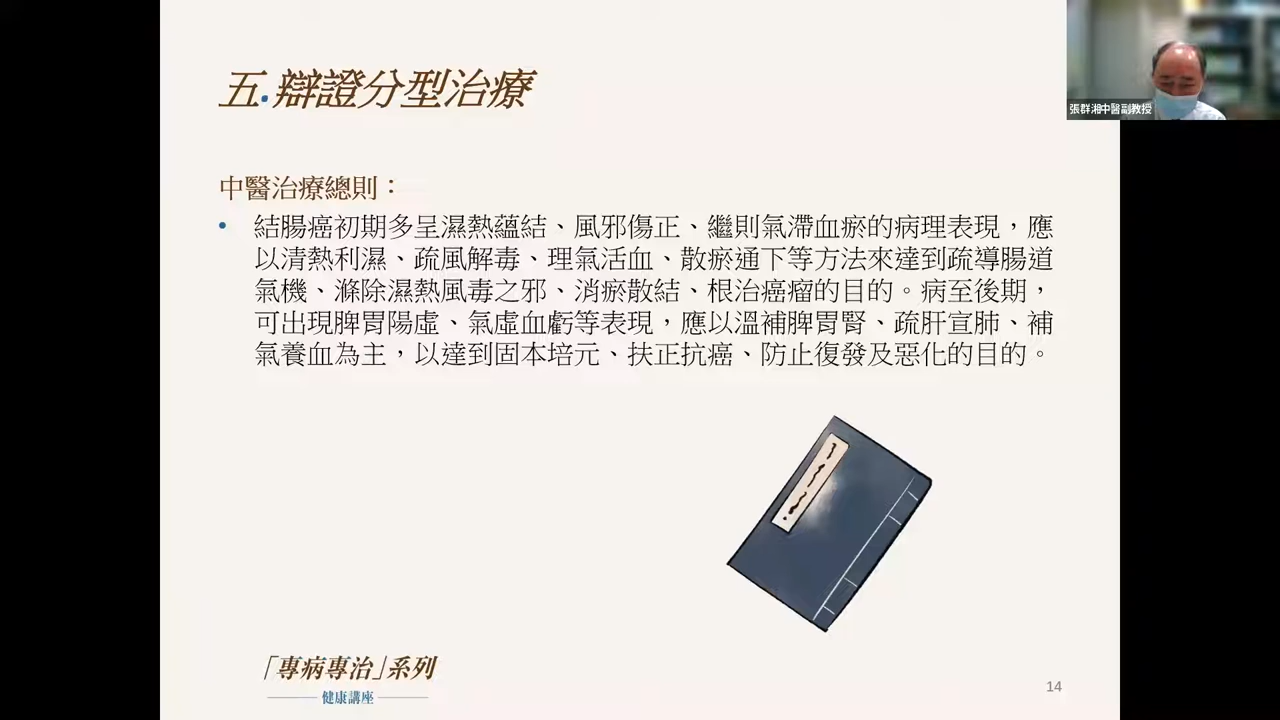 五.辯證分型治療
張群湘中醫副教授
中醫治療總則：
• 結腸癌初期多呈濕熱蘊結、風邪傷正、繼則氣滯血瘀的病理表現，應
以清熱利濕、疏風解毒、理氣活血、散瘀通下等方法來達到疏導腸道
氣機、滌除濕熱風毒之邪、消瘀散結、根治癌瘤的目的。病至後期，
可出現脾胃陽虛、氣虛血虧等表現，應以溫補脾胃腎、疏肝宣肺、補
氣養血為主，以達到固本培元、扶正抗癌、防止復發及惡化的目的。
「專病專治」系列
健康講座
14